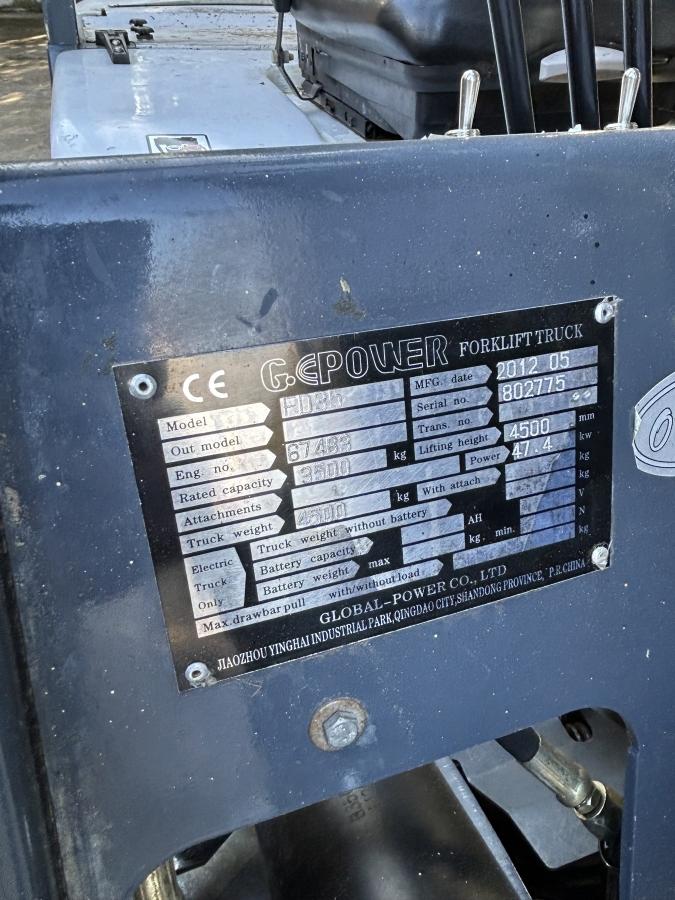 CE G.EPOWER FORKLIFT TRUCK
Model MFG. date 2012 05
Out model Serial no. 802775
Eng. no. 67483 Trans. no.
Rated capacity 3500 kg Lifting height 4500 mm
Attachments Power 47.4 kw
Truck weight 4500 kg With attach kg
Electric Truck Only
Truck weight without battery kg
Battery capacity AH V
Battery weight max kg. min. N
Max.drawbar pull with/without load kg
GLOBAL-POWER CO., LTD
JIAOZHOU YINGHAI INDUSTRIAL PARK, QINGDAO CITY, SHANDONG PROVINCE, P.R.CHINA